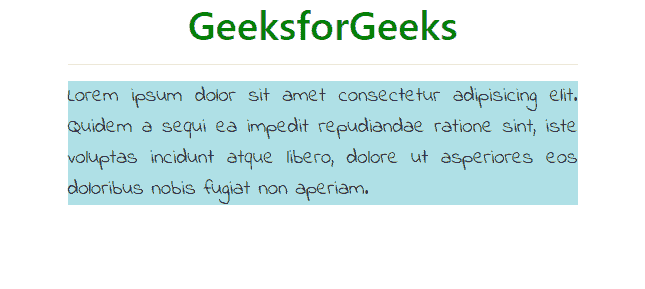 GeeksforGeeks
Lorem ipsum dolor sit amet consectetur adipisicing elit.
Quidem a sequi ea impedit repudiandae ratione sint, iste
voluptas incidunt atque libero, dolore ut asperiores eos
doloribus nobis fugiat non aperiam.